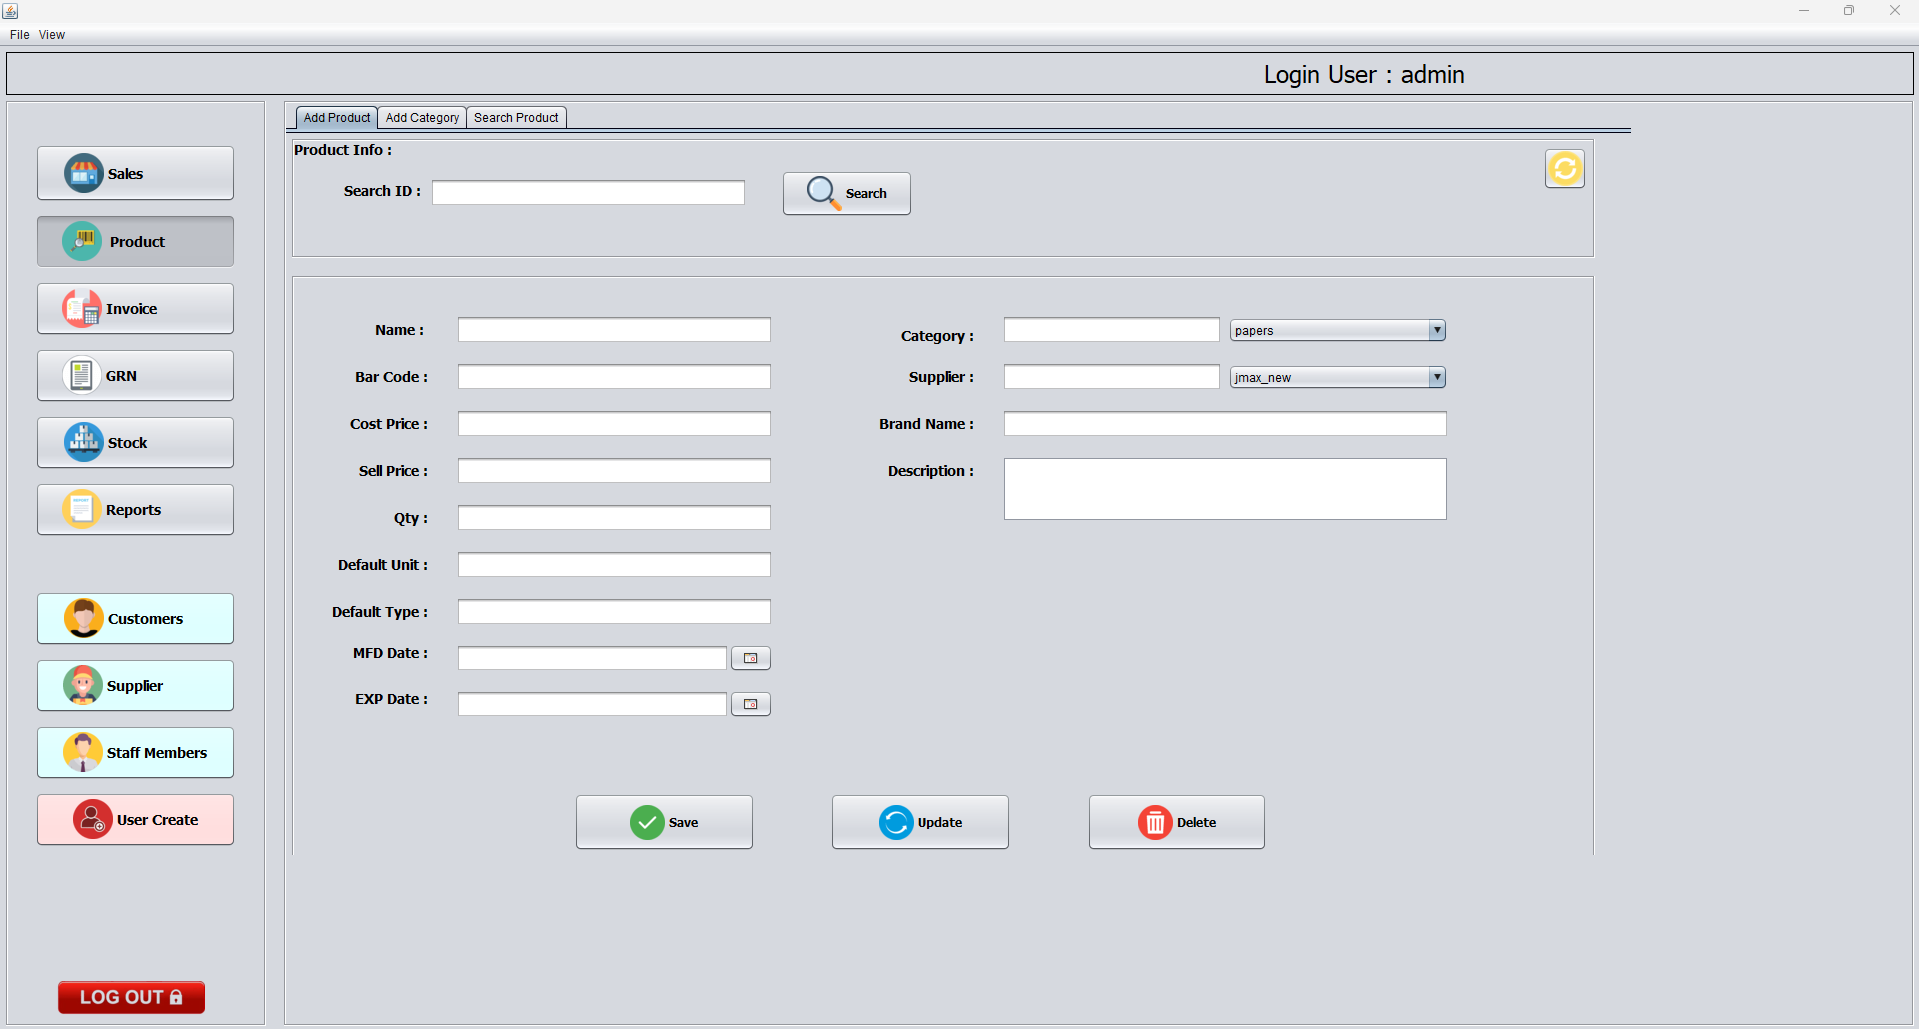 File View
Login User : admin
Sales
Product
Invoice
GRN
Stock
Reports
Customers
Supplier
Staff Members
User Create
LOG OUT
Add Product Add Category Search Product
Product Info :
Search ID : Search
Name :
Bar Code :
Cost Price :
Sell Price :
Qty :
Default Unit :
Default Type :
MFD Date :
EXP Date :
Category : papers
Supplier : jmax_new
Brand Name :
Description :
Save Update Delete